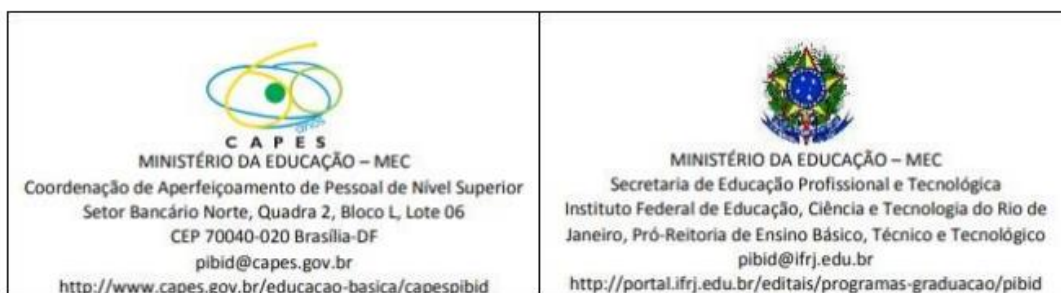 anos
CAPES
MINISTÉRIO DA EDUCAÇÃO – MEC
Coordenação de Aperfeiçoamento de Pessoal de Nível Superior
Setor Bancário Norte, Quadra 2, Bloco L, Lote 06
CEP 70040-020 Brasília-DF
pibid@capes.gov.br
http://www.capes.gov.br/educacao-basica/capespibid
MINISTÉRIO DA EDUCAÇÃO – MEC
Secretaria de Educação Profissional e Tecnológica
Instituto Federal de Educação, Ciência e Tecnologia do Rio de
Janeiro, Pró-Reitoria de Ensino Básico, Técnico e Tecnológico
pibid@ifrj.edu.br
http://portal.ifrj.edu.br/editais/programas-graduacao/pibid